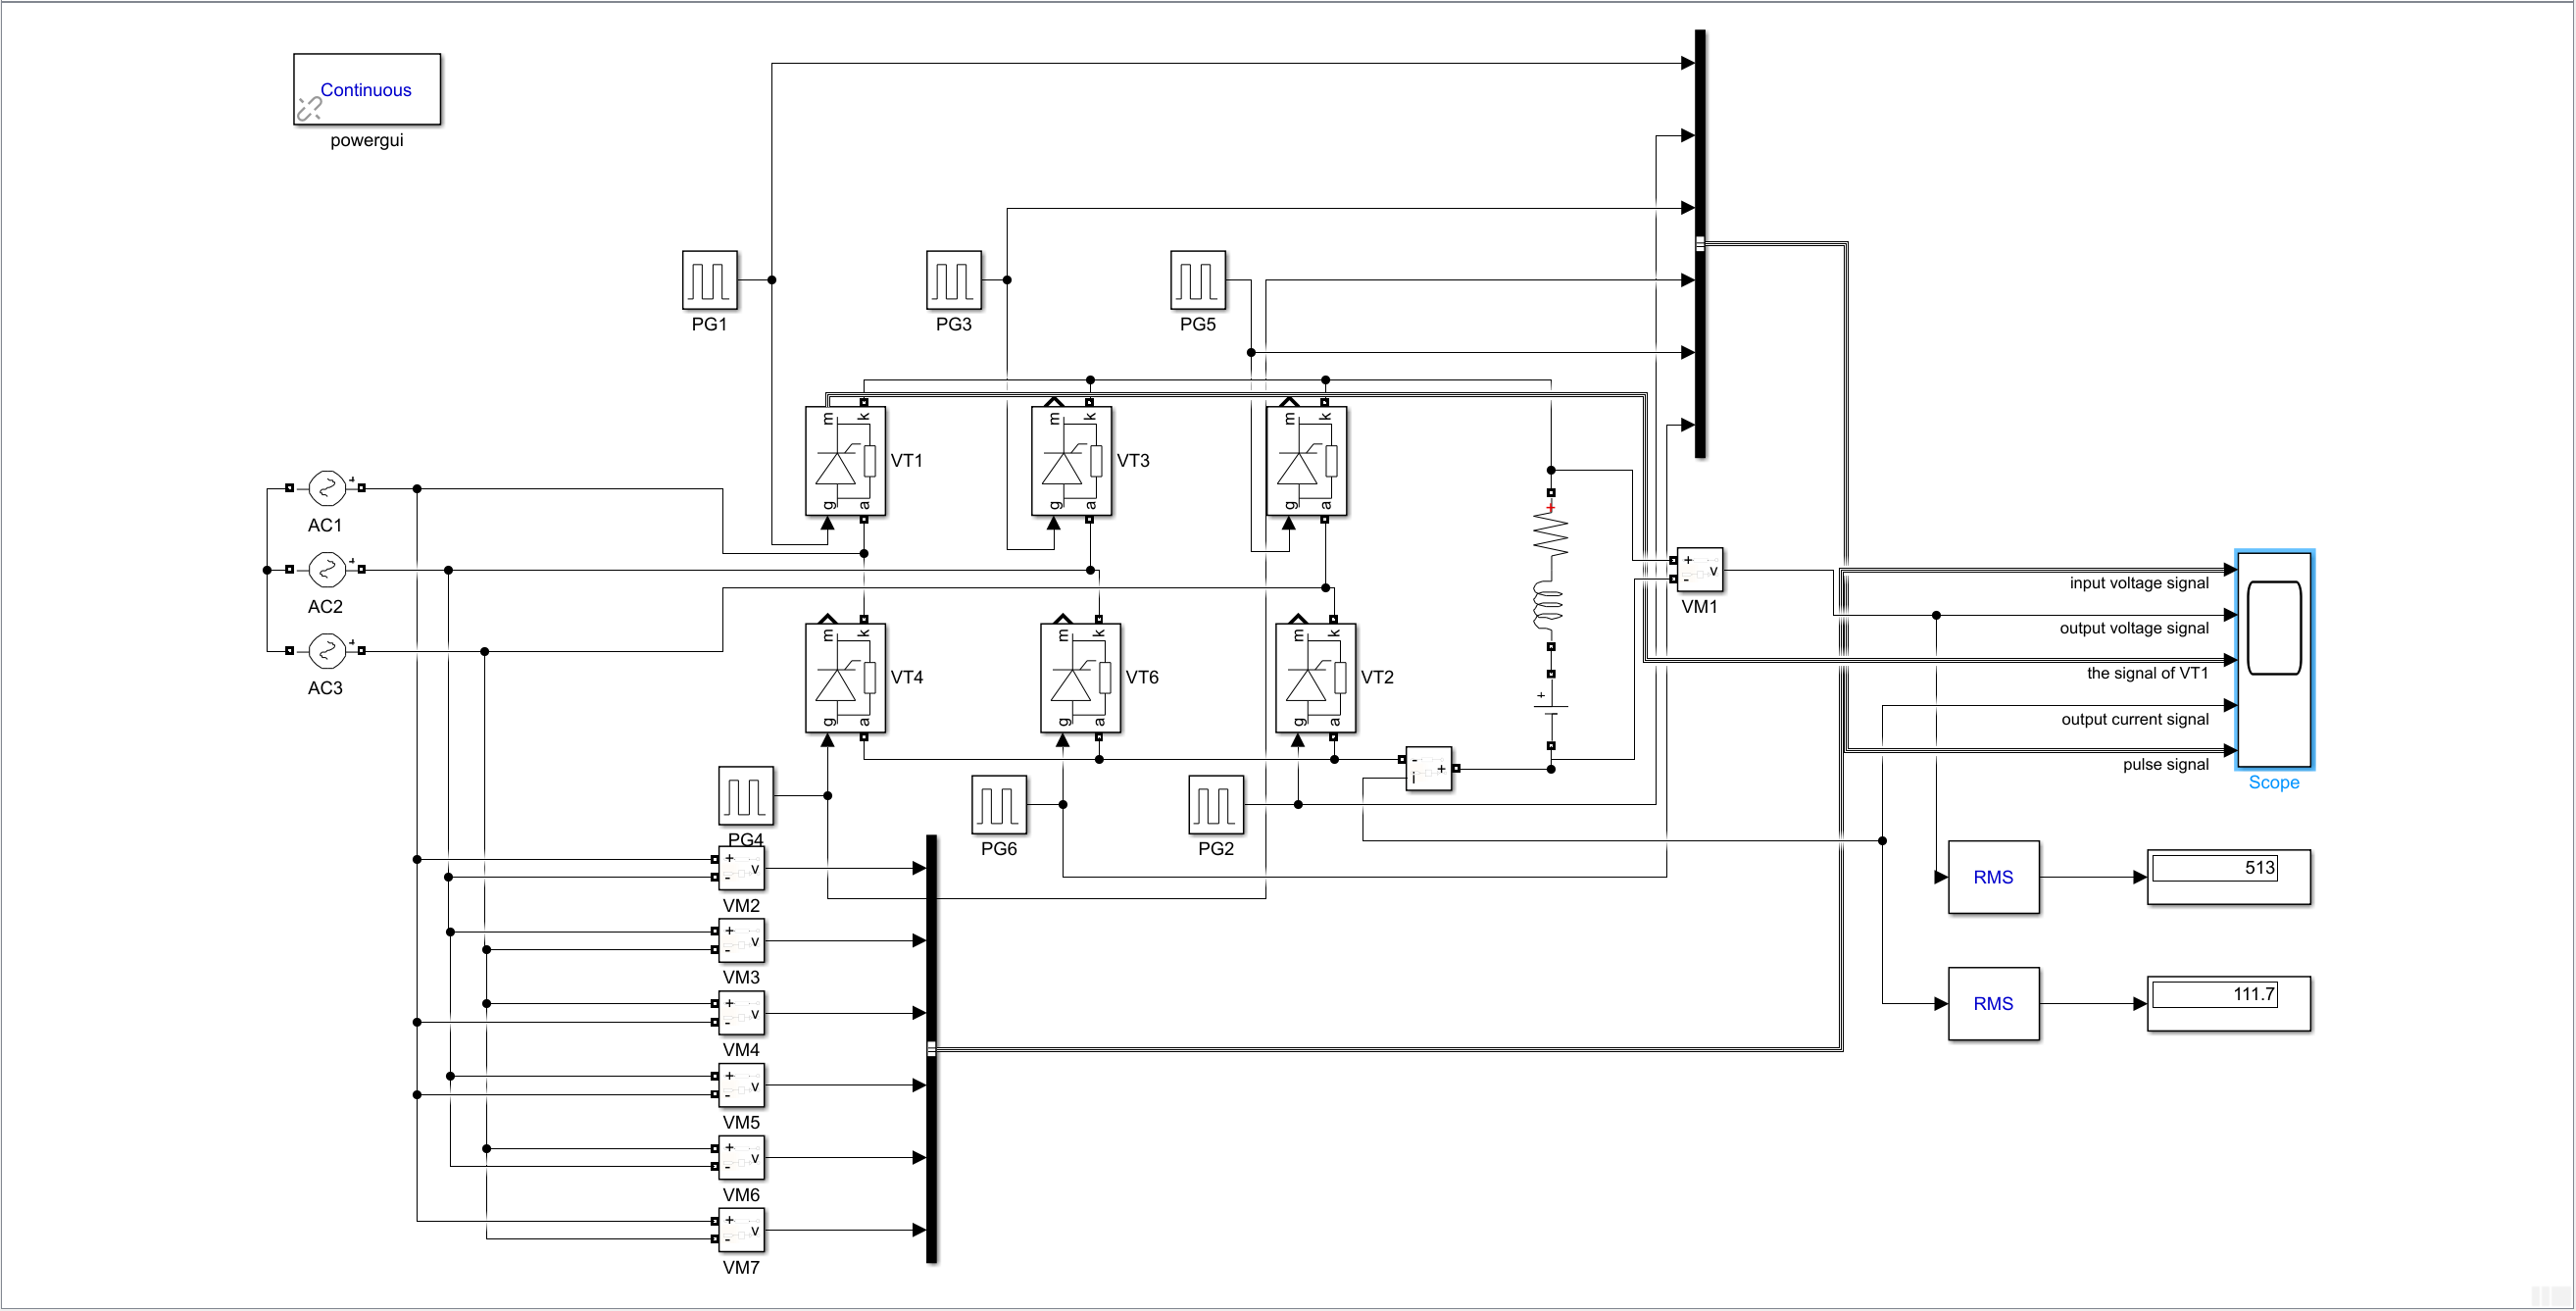 Continuous
powergui
PG1
PG3
PG5
m
k
g
a
VT1
m
k
g
a
VT3
m
k
g
a
+
AC1
+
AC2
+
AC3
m
k
g
a
VT4
m
k
g
a
VT6
m
k
g
a
VT2
+
+
+
-
v
VM1
-
i
+
PG4
PG6
PG2
input voltage signal
output voltage signal
the signal of VT1
output current signal
pulse signal
Scope
RMS
513
RMS
111.7
+
-
v
VM2
+
-
v
VM3
+
-
v
VM4
+
-
v
VM5
+
-
v
VM6
+
-
v
VM7